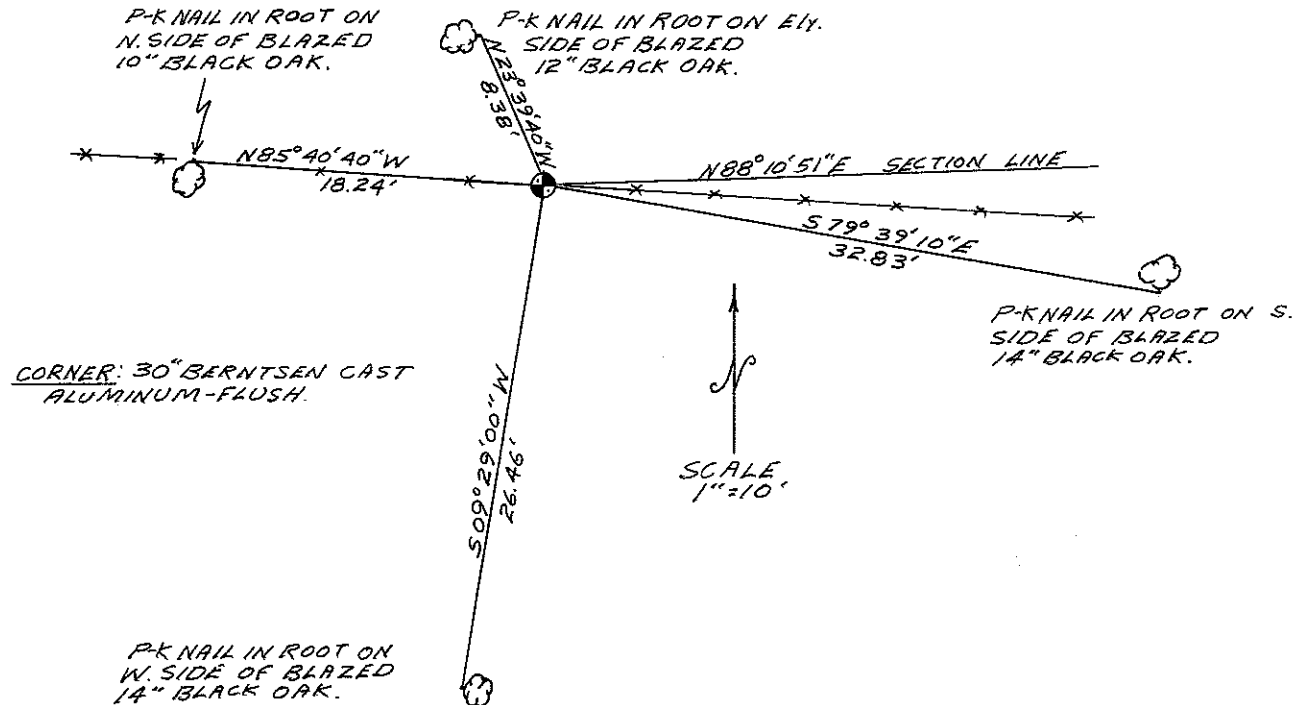 P-K NAIL IN ROOT ON
N. SIDE OF BLAZED
10" BLACK OAK.
P-K NAIL IN ROOT ON Ely.
SIDE OF BLAZED
12" BLACK OAK.
N23°39'40"W
8.38'
N85°40'40"W
18.24'
N88°10'51"E SECTION LINE
S79°39'10"E
32.83'
P-K NAIL IN ROOT ON S.
SIDE OF BLAZED
14" BLACK OAK.
CORNER: 30" BERNTSEN CAST
ALUMINUM-FLUSH.
S09°29'00"W
26.46'
N
SCALE
1"=10'
P-K NAIL IN ROOT ON
W. SIDE OF BLAZED
14" BLACK OAK.